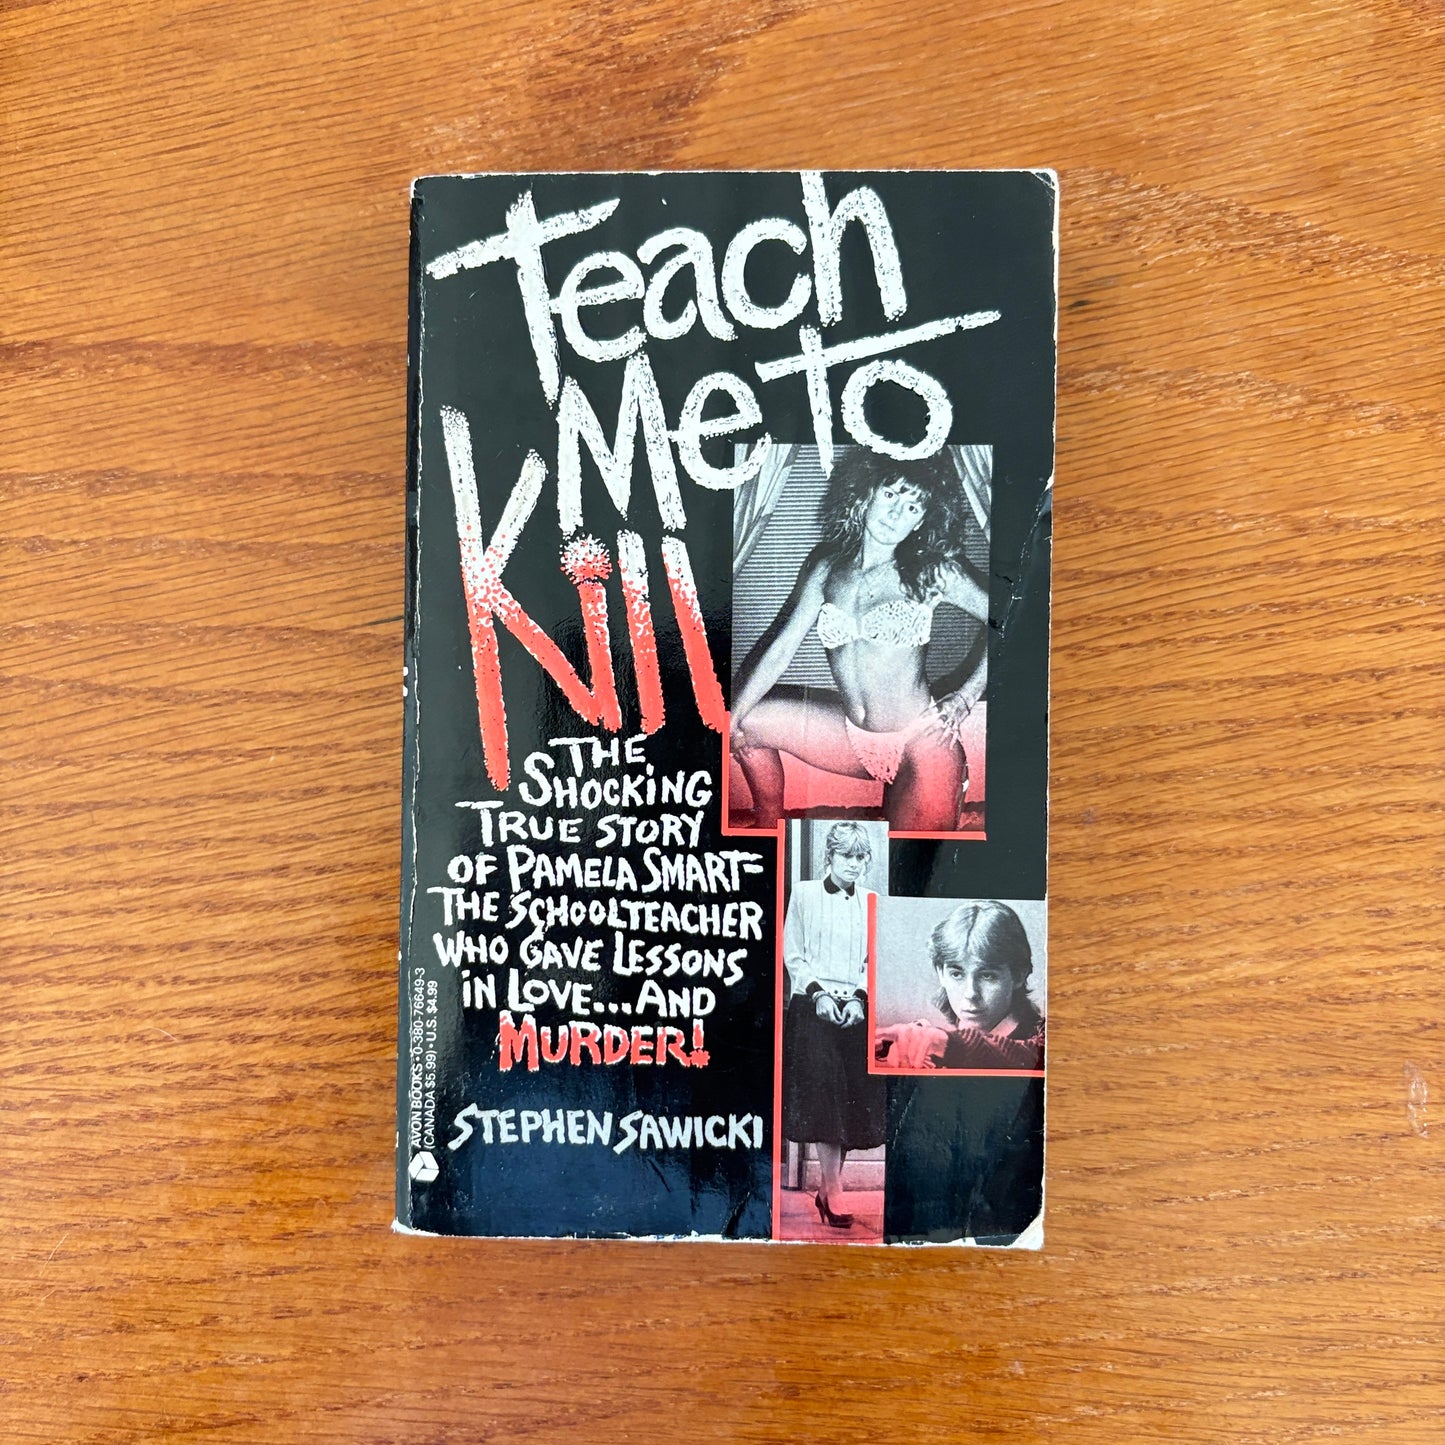 Teach
Me To
Kill
THE
SHOCKING
TRUE STORY
OF PAMELA SMART–
THE SCHOOLTEACHER
WHO GAVE LESSONS
IN LOVE...AND
MURDER!
STEPHEN SAWICKI
AVON BOOKS • 0-380-76649-3
(CANADA $5.99) • U.S. $4.99